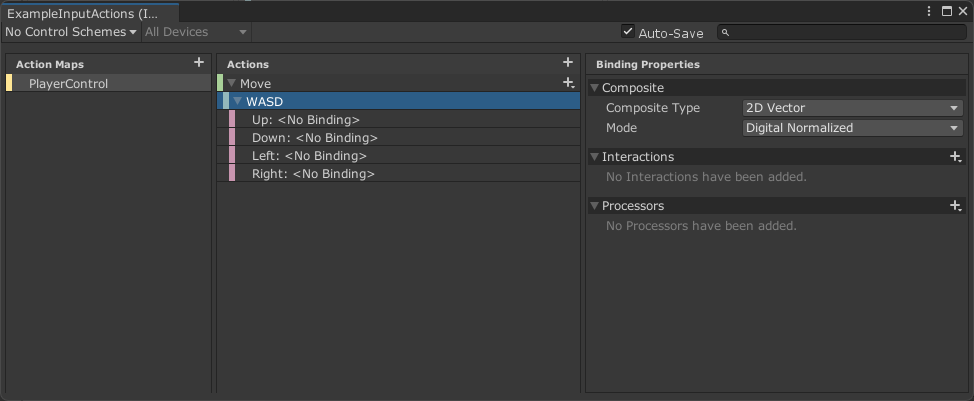 ExampleInputActions (I...
No Control Schemes All Devices Auto-Save
Action Maps
PlayerControl
Actions
Move
WASD
Up: <No Binding>
Down: <No Binding>
Left: <No Binding>
Right: <No Binding>
Binding Properties
Composite
Composite Type 2D Vector
Mode Digital Normalized
Interactions
No Interactions have been added.
Processors
No Processors have been added.